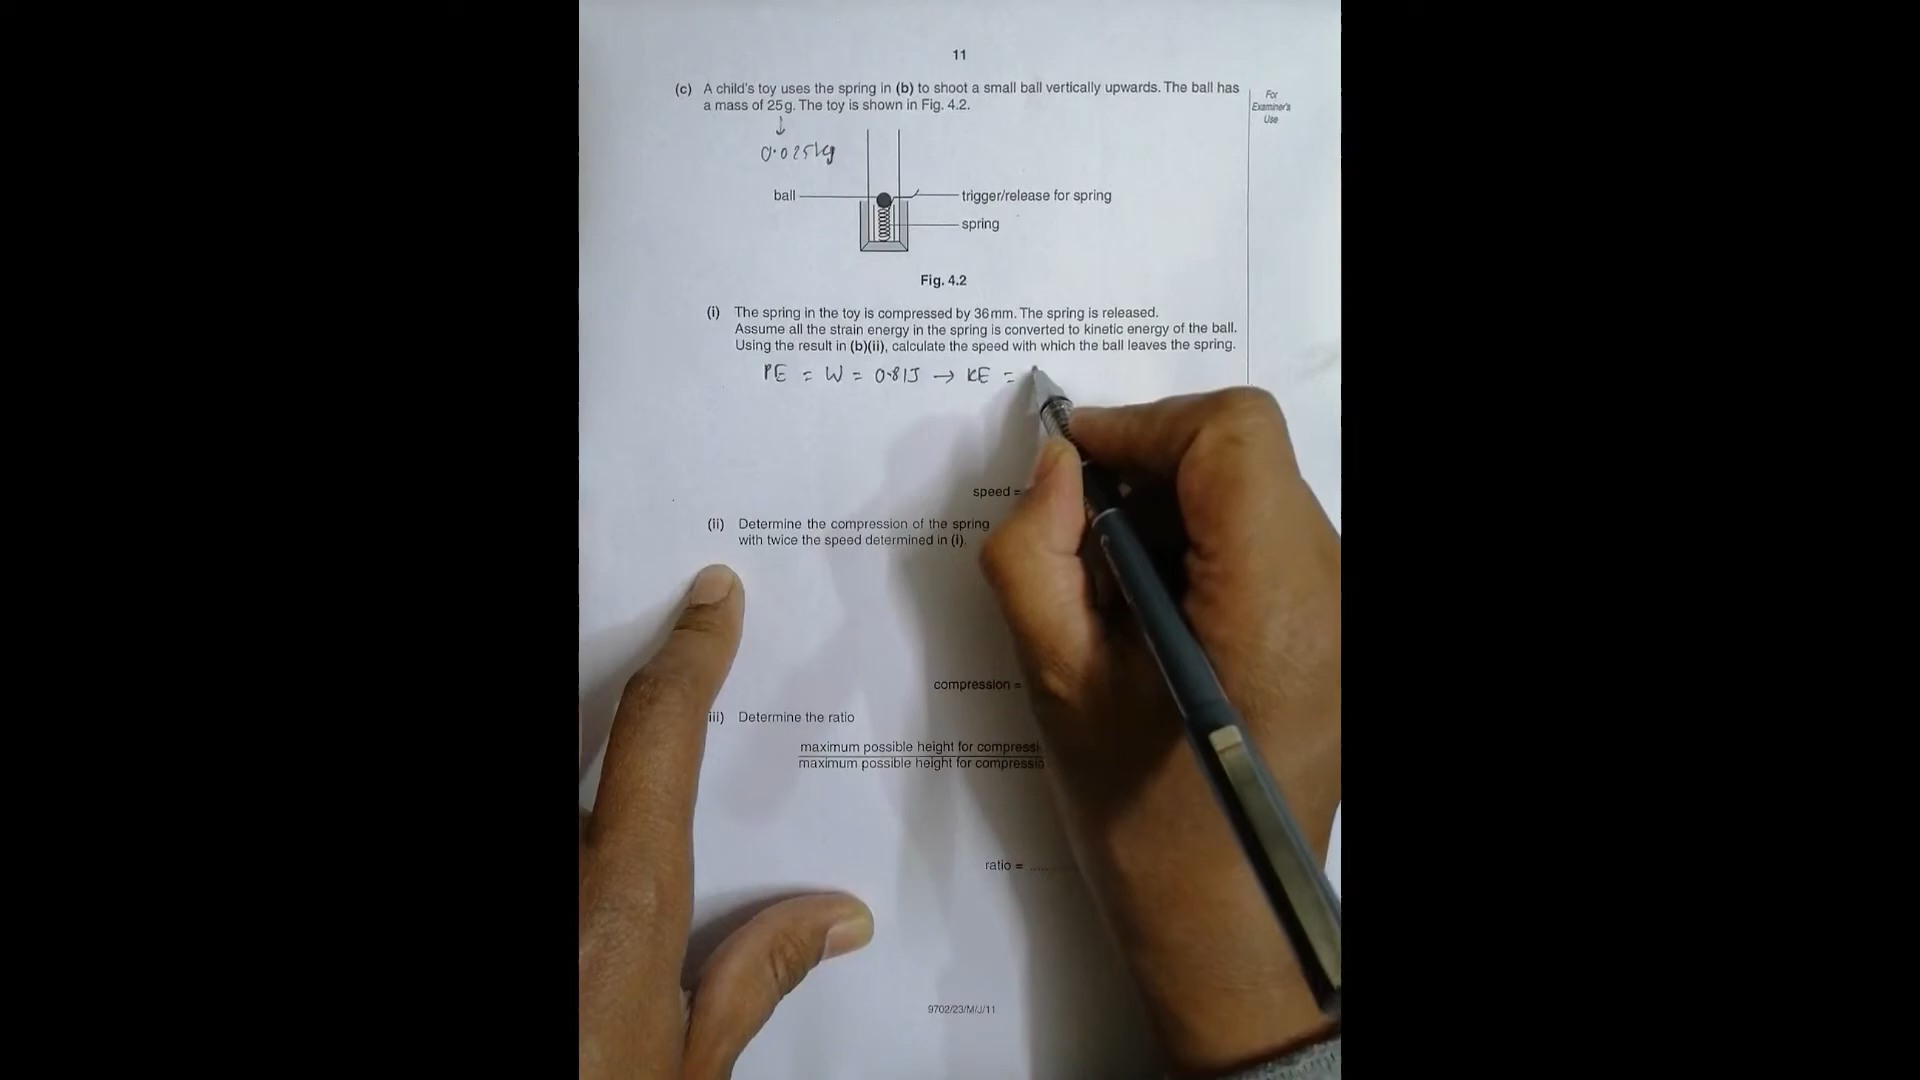 11
(c) A child's toy uses the spring in (b) to shoot a small ball vertically upwards. The ball has
a mass of 25g. The toy is shown in Fig. 4.2.
For
Examiner's
Use
0.025kg
ball
trigger/release for spring
spring
Fig. 4.2
(i) The spring in the toy is compressed by 36mm. The spring is released.
Assume all the strain energy in the spring is converted to kinetic energy of the ball.
Using the result in (b)(ii), calculate the speed with which the ball leaves the spring.
PE = W = 0.81J → KE =
speed =
(ii) Determine the compression of the spring
with twice the speed determined in (i).
compression =
iii) Determine the ratio
maximum possible height for compressi
maximum possible height for compressio
ratio = .....
9702/23/M/J/11